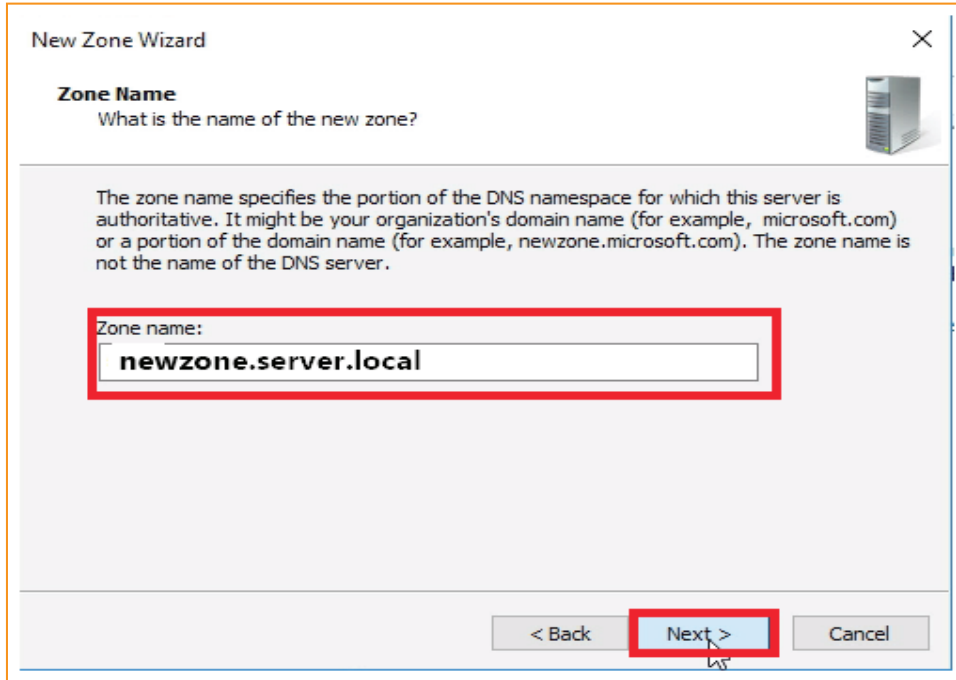 New Zone Wizard
Zone Name
What is the name of the new zone?
The zone name specifies the portion of the DNS namespace for which this server is
authoritative. It might be your organization's domain name (for example, microsoft.com)
or a portion of the domain name (for example, newzone.microsoft.com). The zone name is
not the name of the DNS server.
Zone name:
newzone.server.local
< Back Next > Cancel